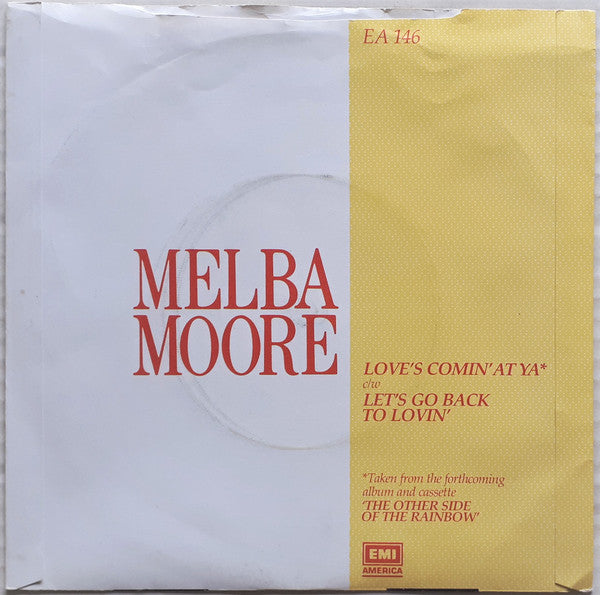 EA 146
MELBA
MOORE
LOVE'S COMIN' AT YA*
c/w
LET'S GO BACK
TO LOVIN'
*Taken from the forthcoming
album and cassette
'THE OTHER SIDE
OF THE RAINBOW'
EMI
AMERICA